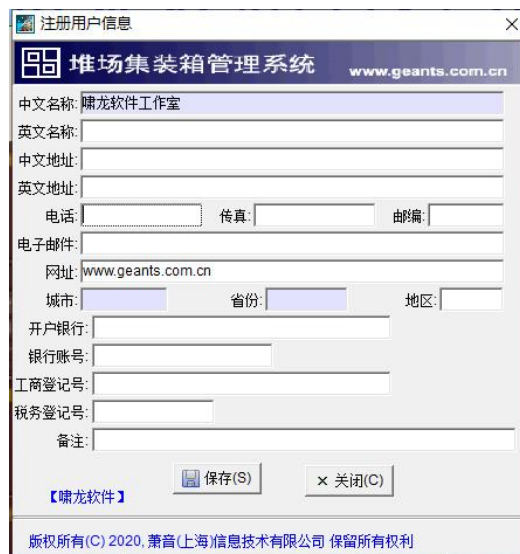 注册用户信息
堆场集装箱管理系统 www.geants.com.cn
中文名称: 啸龙软件工作室
英文名称:
中文地址:
英文地址:
电话: 传真: 邮编:
电子邮件:
网址: www.geants.com.cn
城市: 省份: 地区:
开户银行:
银行账号:
工商登记号:
税务登记号:
备注:
保存(S) × 关闭(C)
【啸龙软件】
版权所有(C) 2020, 萧音(上海)信息技术有限公司 保留所有权利